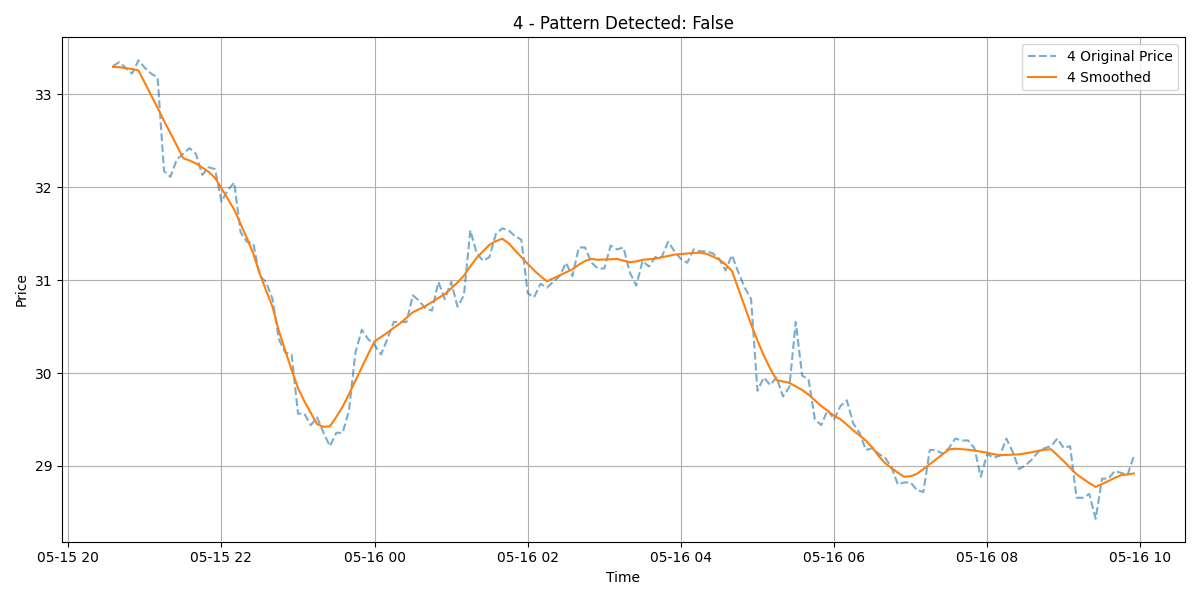 4 - Pattern Detected: False
4 Original Price
4 Smoothed
Price
33
32
31
30
29
05-15 20
05-15 22
05-16 00
05-16 02
05-16 04
05-16 06
05-16 08
05-16 10
Time